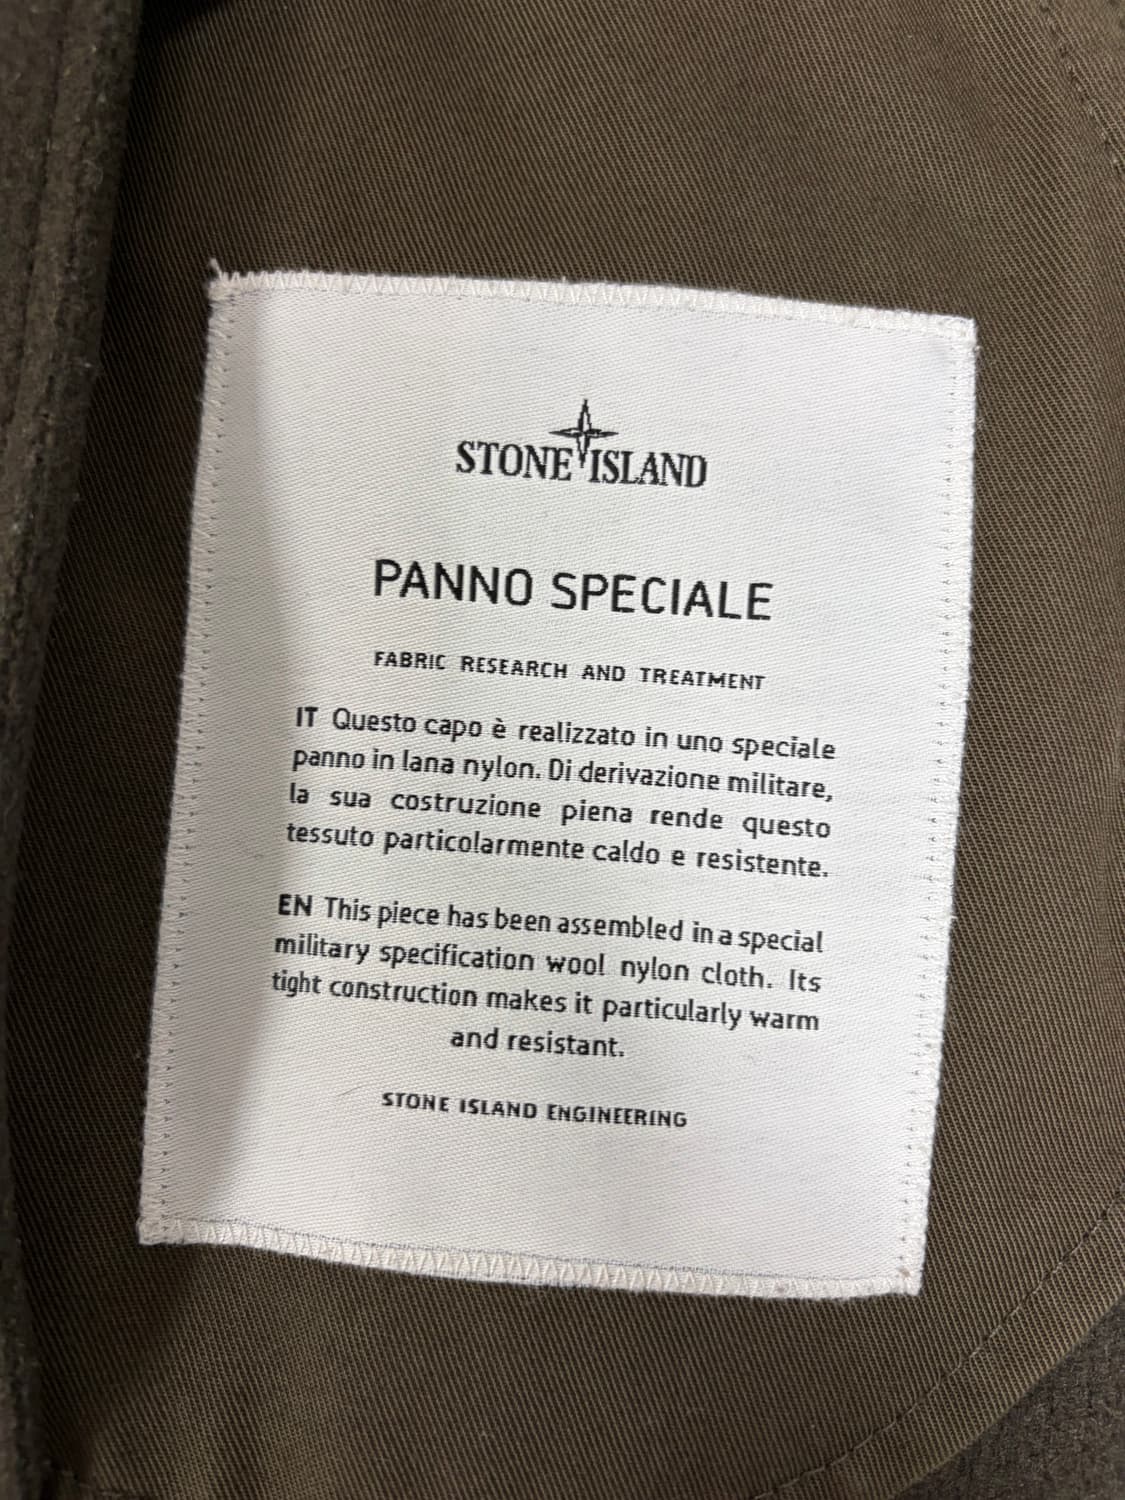 STONE ISLAND
PANNO SPECIALE
FABRIC RESEARCH AND TREATMENT
IT Questo capo è realizzato in uno speciale
panno in lana nylon. Di derivazione militare,
la sua costruzione piena rende questo
tessuto particolarmente caldo e resistente.
EN This piece has been assembled in a special
military specification wool nylon cloth. Its
tight construction makes it particularly warm
and resistant.
STONE ISLAND ENGINEERING